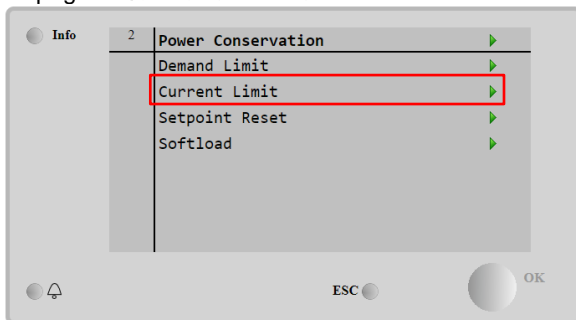 Info
2 Power Conservation
Demand Limit
Current Limit
Setpoint Reset
Softload
ESC
OK